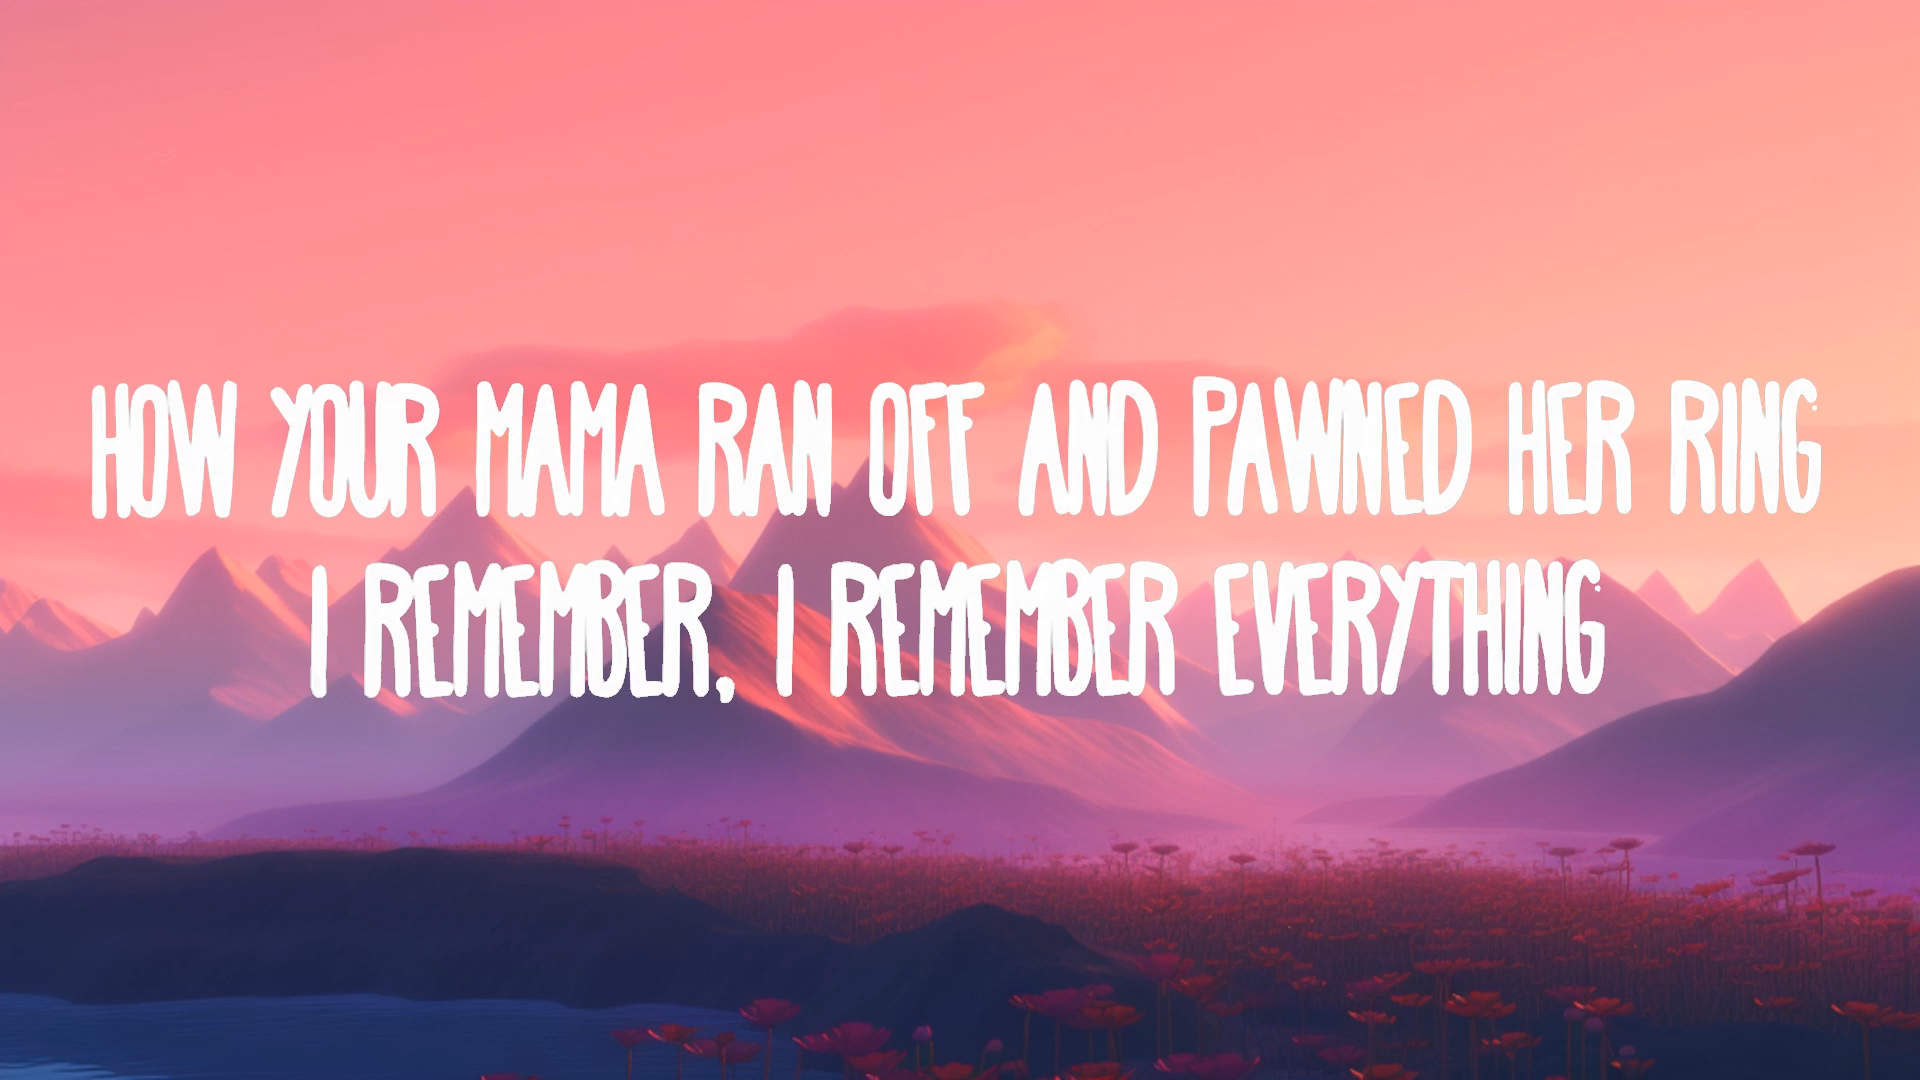 HOW YOUR MAMA RAN OFF AND PAWNED HER RING
I REMEMBER, I REMEMBER EVERYTHING